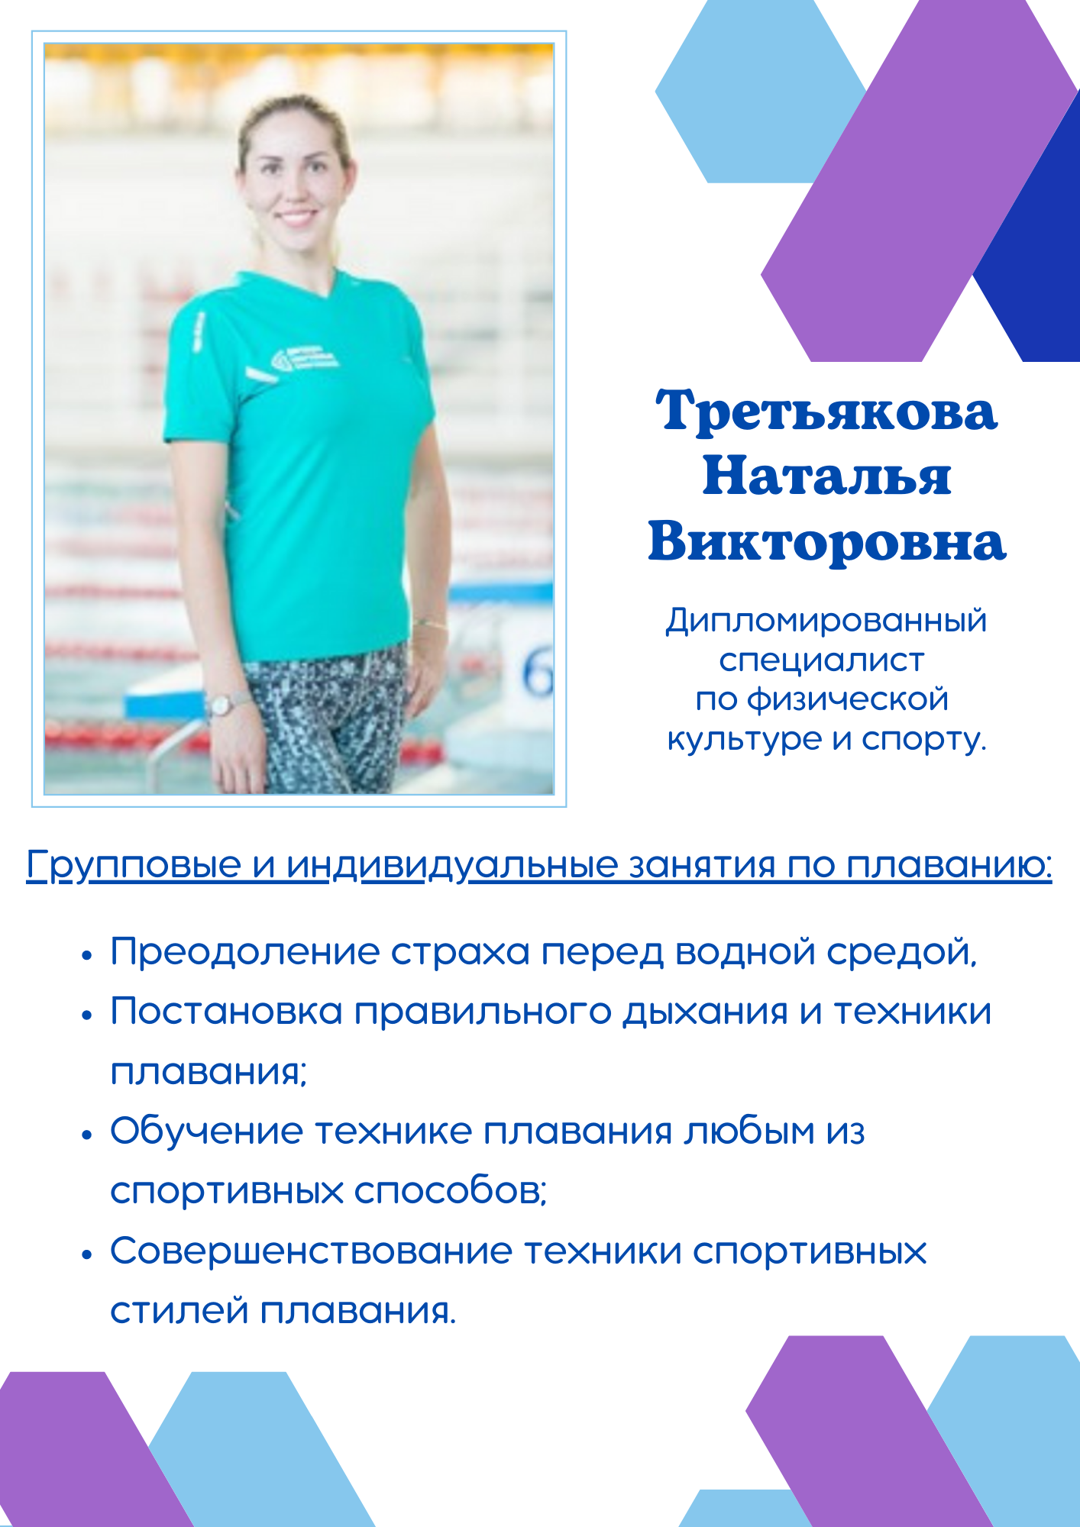 Третьякова
Наталья
Викторовна
Дипломированный
специалист
по физической
культуре и спорту.
6
Групповые и индивидуальные занятия по плаванию:
• Преодоление страха перед водной средой,
• Постановка правильного дыхания и техники
плавания;
• Обучение технике плавания любым из
спортивных способов;
• Совершенствование техники спортивных
стилей плавания.